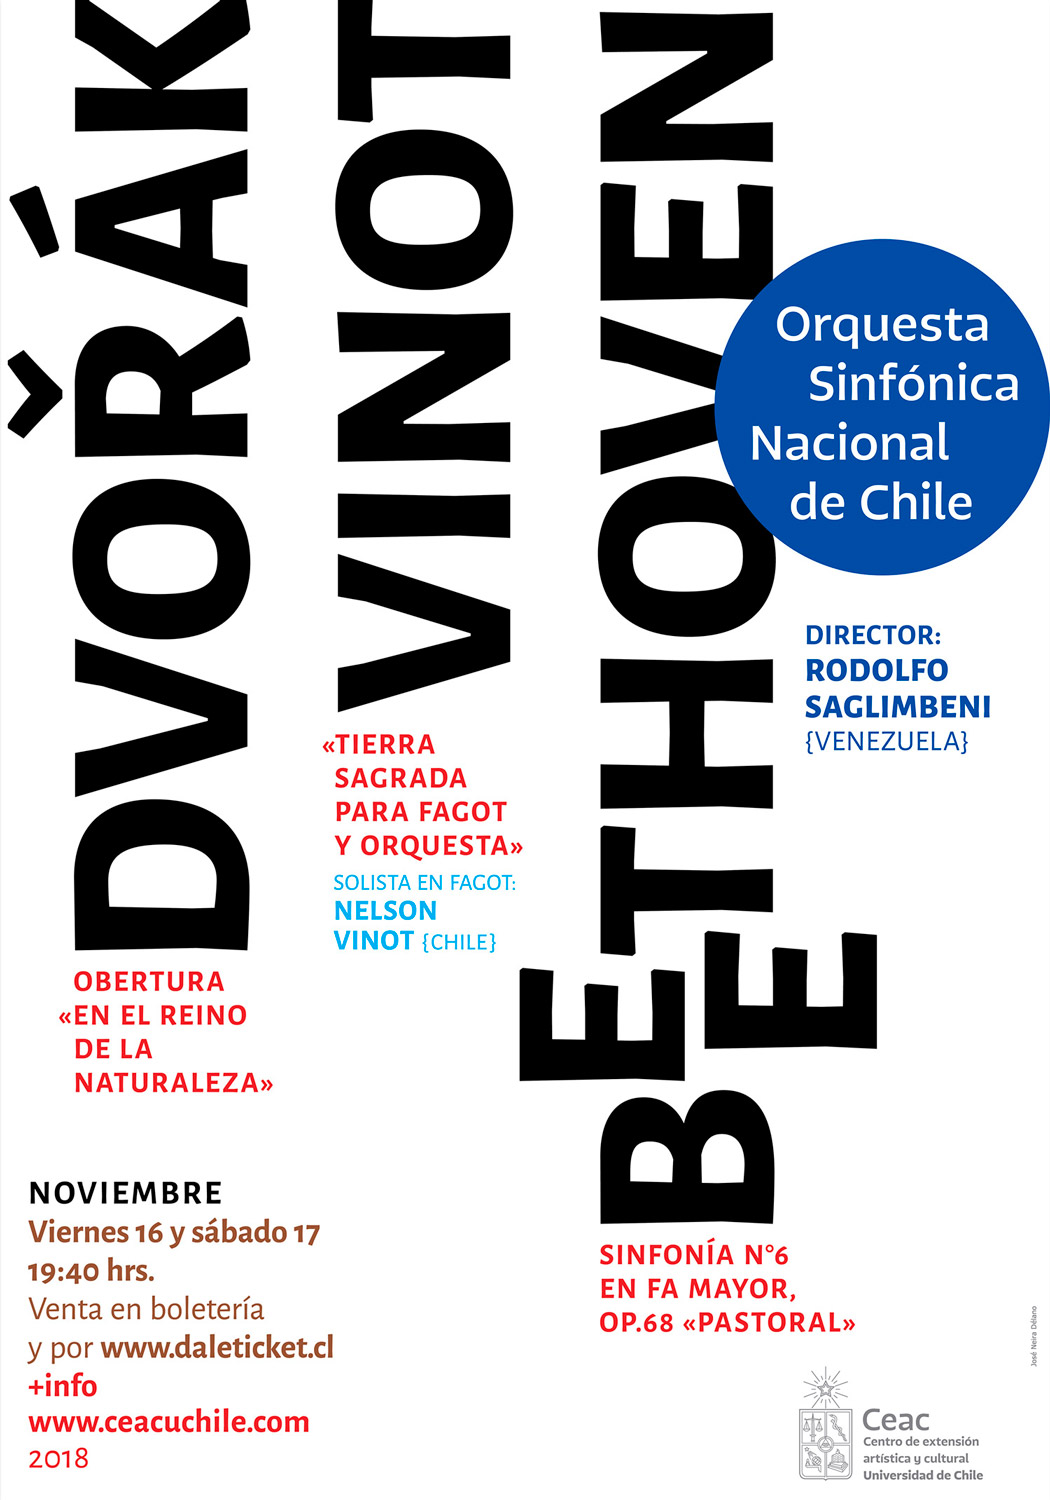 DVOŘÁK
OBERTURA
«EN EL REINO
DE LA
NATURALEZA»
VINOT
«TIERRA
SAGRADA
PARA FAGOT
Y ORQUESTA»
SOLISTA EN FAGOT:
NELSON
VINOT {CHILE}
BEETHOVEN
SINFONÍA N°6
EN FA MAYOR,
OP.68 «PASTORAL»
Orquesta
Sinfónica
Nacional
de Chile
DIRECTOR:
RODOLFO
SAGLIMBENI
{VENEZUELA}
NOVIEMBRE
Viernes 16 y sábado 17
19:40 hrs.
Venta en boletería
y por www.daleticket.cl
+info
www.ceacuchile.com
2018
José Neira Délano
Ceac
Centro de extensión
artística y cultural
Universidad de Chile